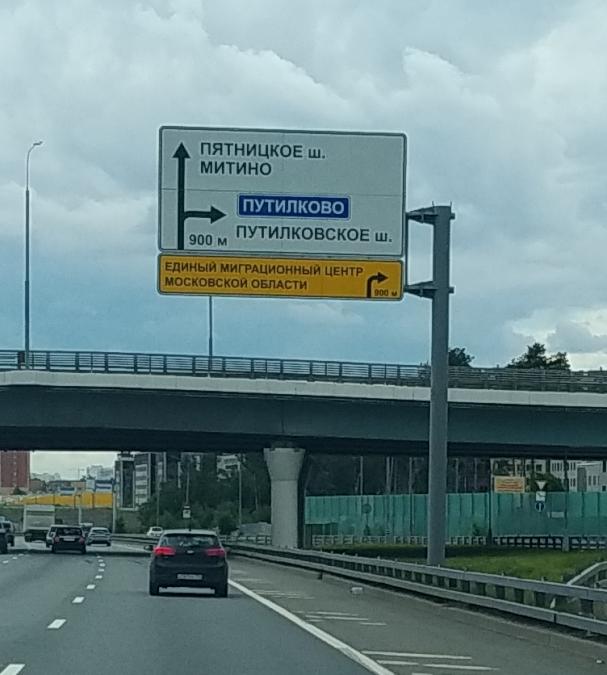 ПЯТНИЦКОЕ ш.
МИТИНО
ПУТИЛКОВО
900 м ПУТИЛКОВСКОЕ ш.
ЕДИНЫЙ МИГРАЦИОННЫЙ ЦЕНТР
МОСКОВСКОЙ ОБЛАСТИ
900 м